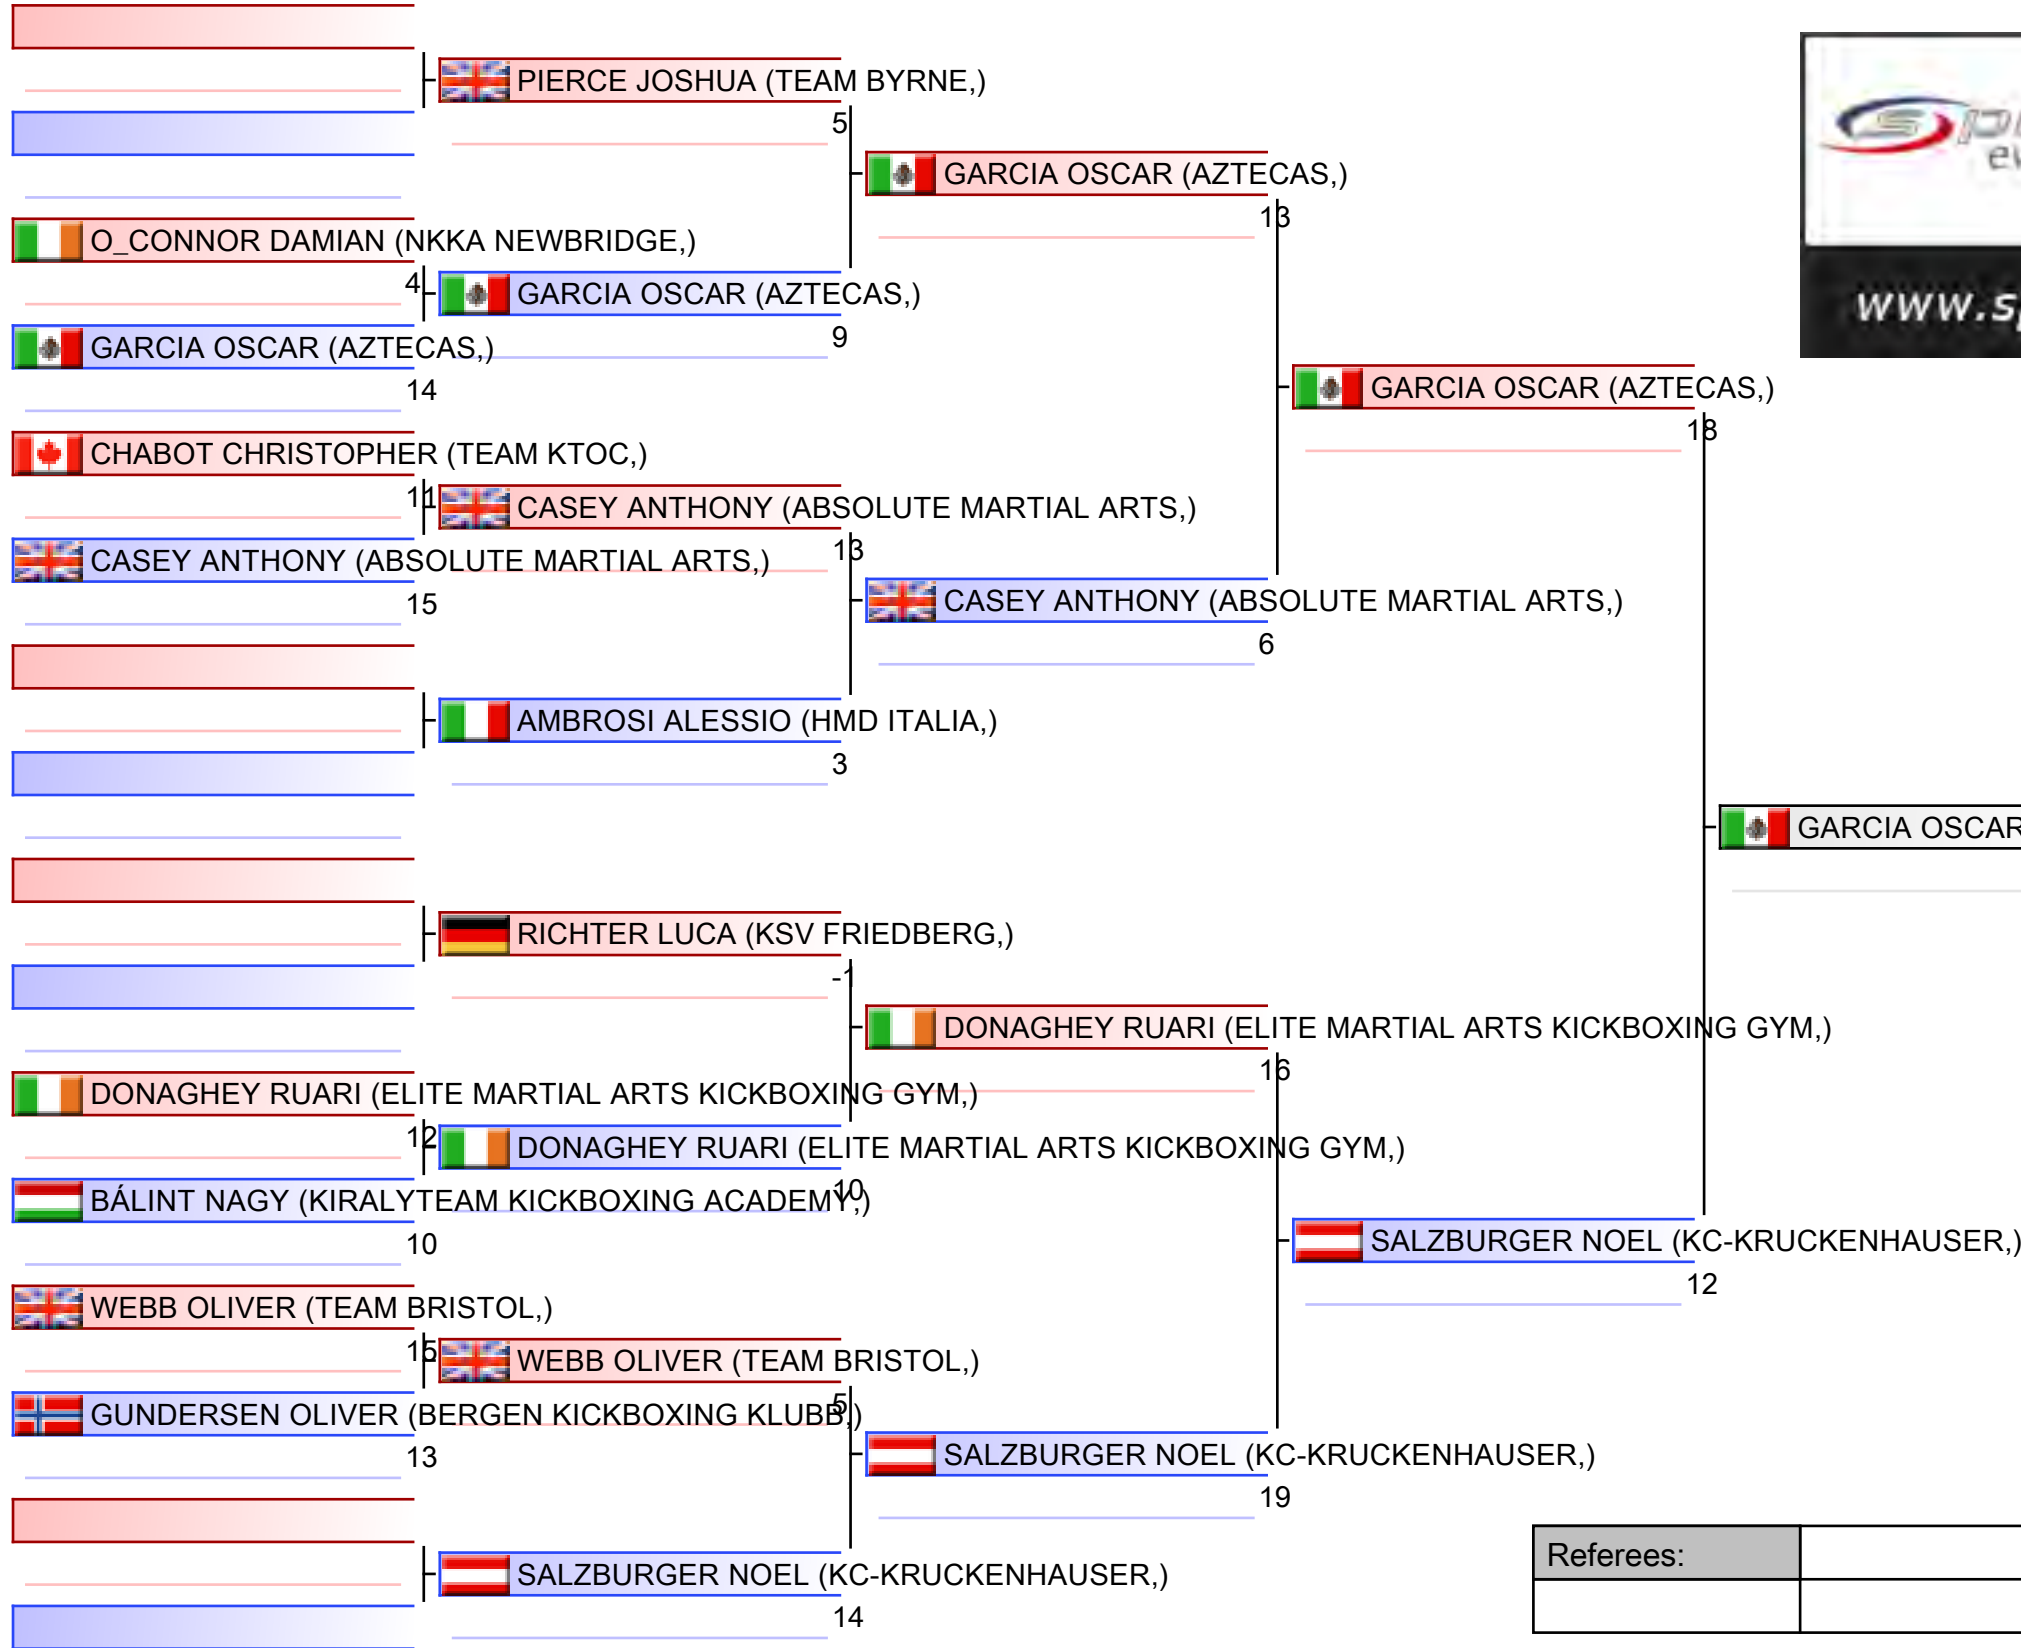 PIERCE JOSHUA (TEAM BYRNE,)
5
GARCIA OSCAR (AZTECAS,)
13
O_CONNOR DAMIAN (NKKA NEWBRIDGE,)
4
GARCIA OSCAR (AZTECAS,)
9
GARCIA OSCAR (AZTECAS,)
14
GARCIA OSCAR (AZTECAS,)
18
CHABOT CHRISTOPHER (TEAM KTOC,)
11
CASEY ANTHONY (ABSOLUTE MARTIAL ARTS,)
13
CASEY ANTHONY (ABSOLUTE MARTIAL ARTS,)
15
CASEY ANTHONY (ABSOLUTE MARTIAL ARTS,)
6
AMBROSI ALESSIO (HMD ITALIA,)
3
GARCIA OSCAR
RICHTER LUCA (KSV FRIEDBERG,)
-1
DONAGHEY RUARI (ELITE MARTIAL ARTS KICKBOXING GYM,)
16
DONAGHEY RUARI (ELITE MARTIAL ARTS KICKBOXING GYM,)
12
DONAGHEY RUARI (ELITE MARTIAL ARTS KICKBOXING GYM,)
10
BÁLINT NAGY (KIRALYTEAM KICKBOXING ACADEMY,)
10
SALZBURGER NOEL (KC-KRUCKENHAUSER,)
12
WEBB OLIVER (TEAM BRISTOL,)
15
WEBB OLIVER (TEAM BRISTOL,)
5
GUNDERSEN OLIVER (BERGEN KICKBOXING KLUBB,)
13
SALZBURGER NOEL (KC-KRUCKENHAUSER,)
19
SALZBURGER NOEL (KC-KRUCKENHAUSER,)
14
Referees: